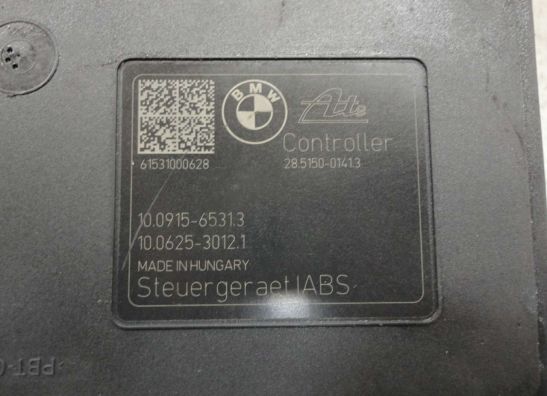 BMW
Ate
Controller
61531000628
28.5150-0141.3
10.0915-6531.3
10.0625-3012.1
MADE IN HUNGARY
Steuergeraet|ABS
PBT-